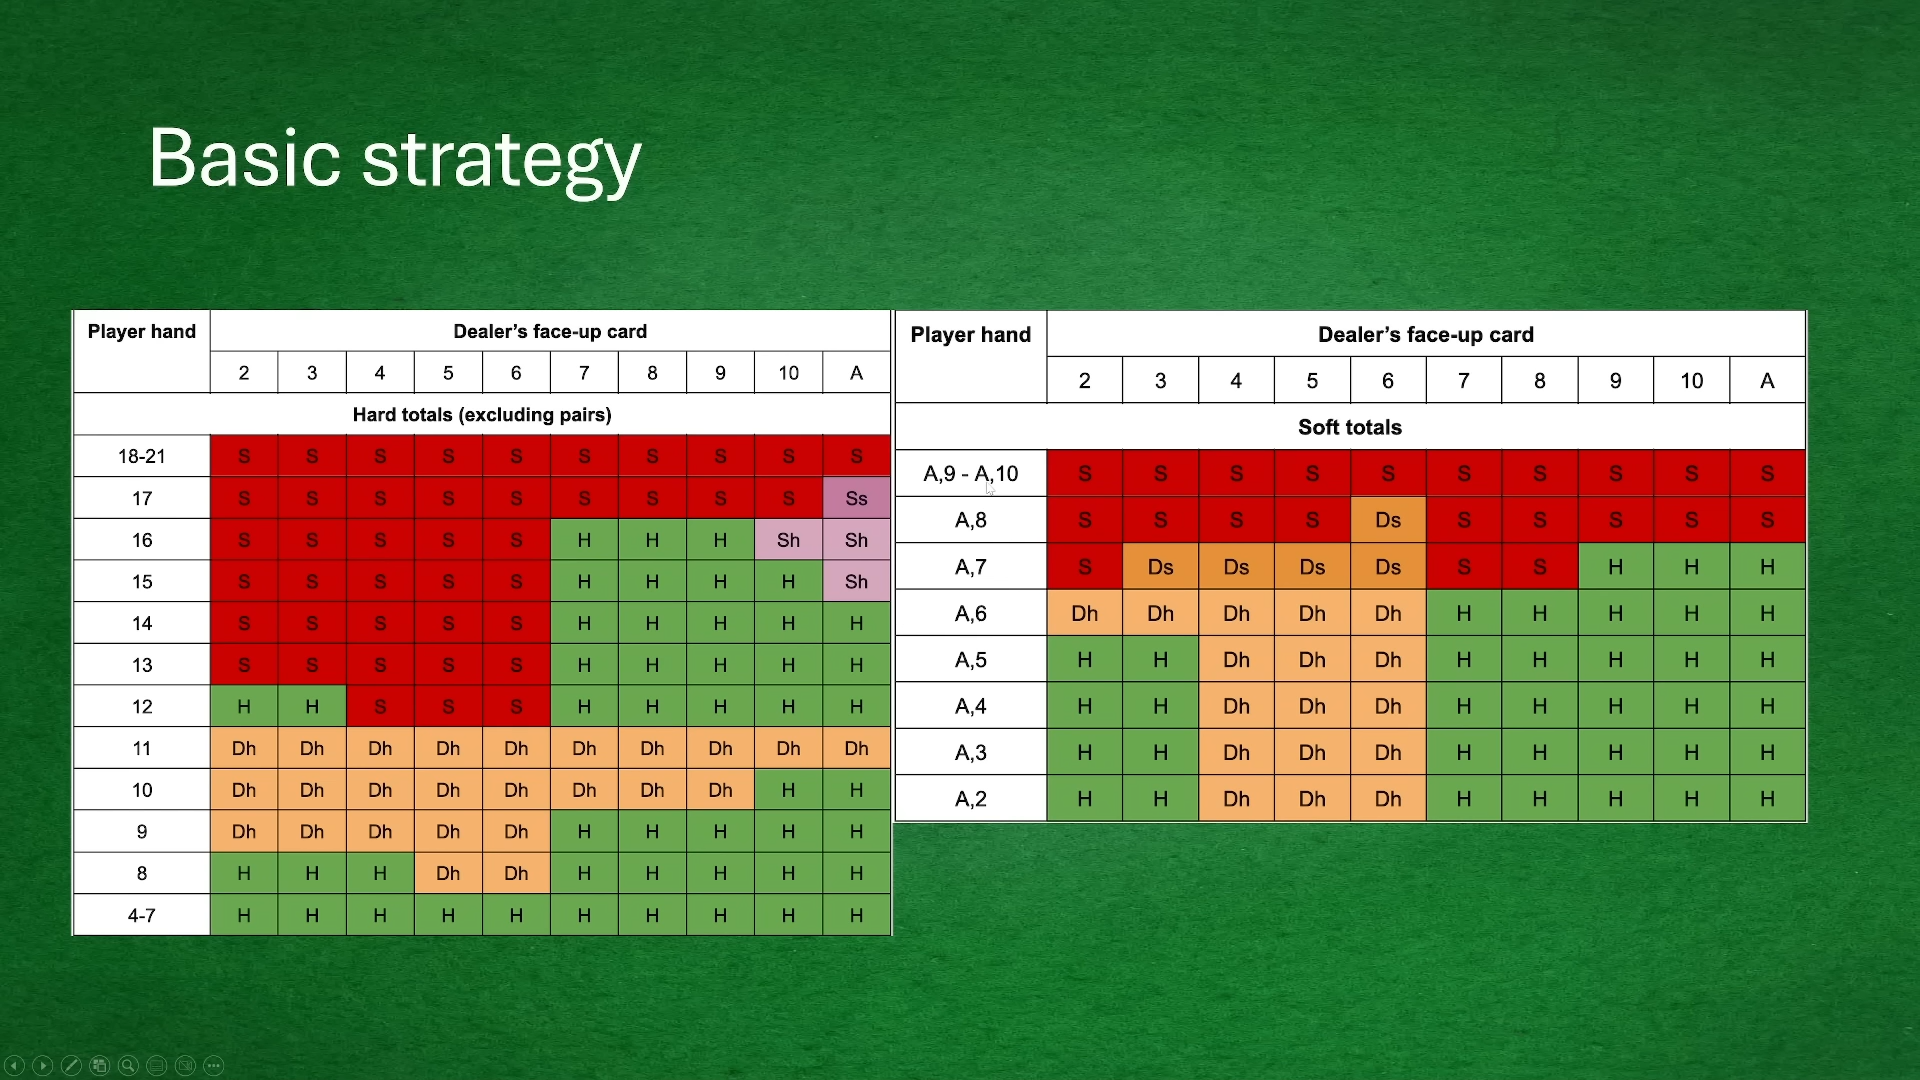 Basic strategy
Player hand Dealer’s face-up card
2 3 4 5 6 7 8 9 10 A
Hard totals (excluding pairs)
18-21 S S S S S S S S S S
17 S S S S S S S S S Ss
16 S S S S S H H H Sh Sh
15 S S S S S H H H H Sh
14 S S S S S H H H H H
13 S S S S S H H H H H
12 H H S S S H H H H H
11 Dh Dh Dh Dh Dh Dh Dh Dh Dh Dh
10 Dh Dh Dh Dh Dh Dh Dh Dh H H
9 Dh Dh Dh Dh Dh H H H H H
8 H H H Dh Dh H H H H H
4-7 H H H H H H H H H H
Player hand Dealer’s face-up card
2 3 4 5 6 7 8 9 10 A
Soft totals
A,9 - A,10 S S S S S S S S S S
A,8 S S S S Ds S S S S S
A,7 S Ds Ds Ds Ds S S H H H
A,6 Dh Dh Dh Dh Dh H H H H H
A,5 H H Dh Dh Dh H H H H H
A,4 H H Dh Dh Dh H H H H H
A,3 H H Dh Dh Dh H H H H H
A,2 H H Dh Dh Dh H H H H H